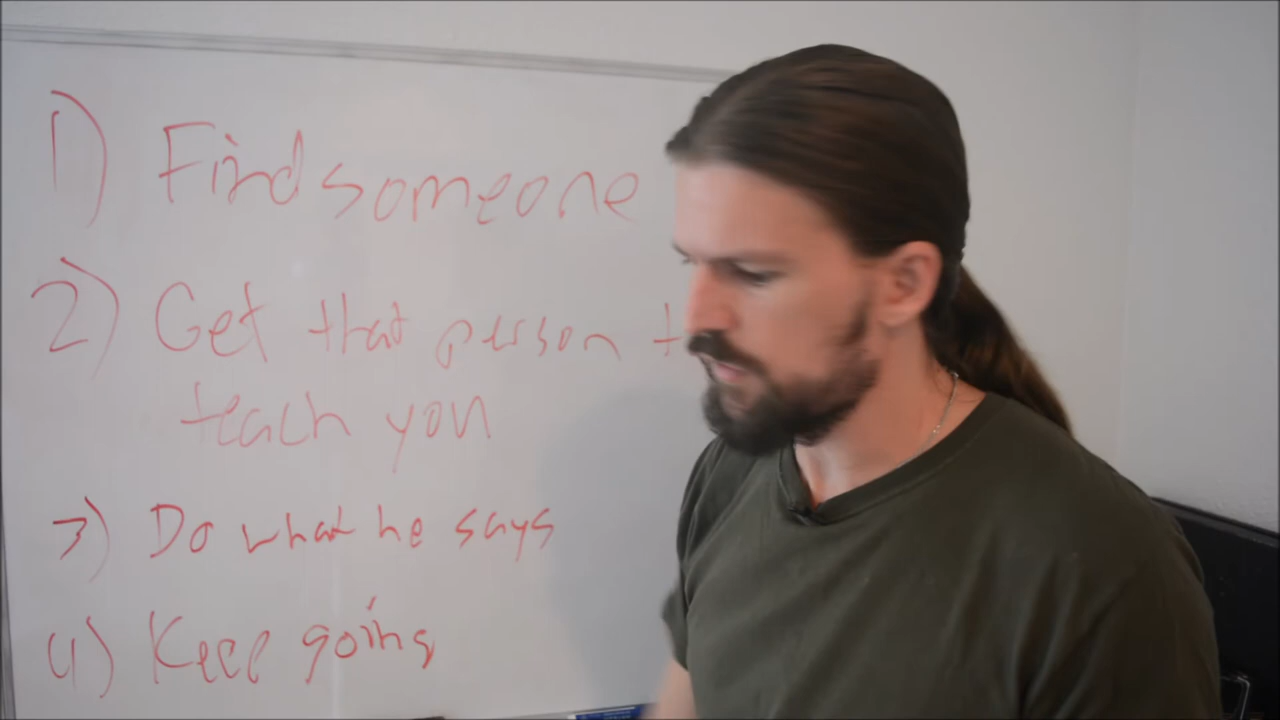 1) Find someone
2) Get that person t
teach you
3) Do what he says
4) Keep going